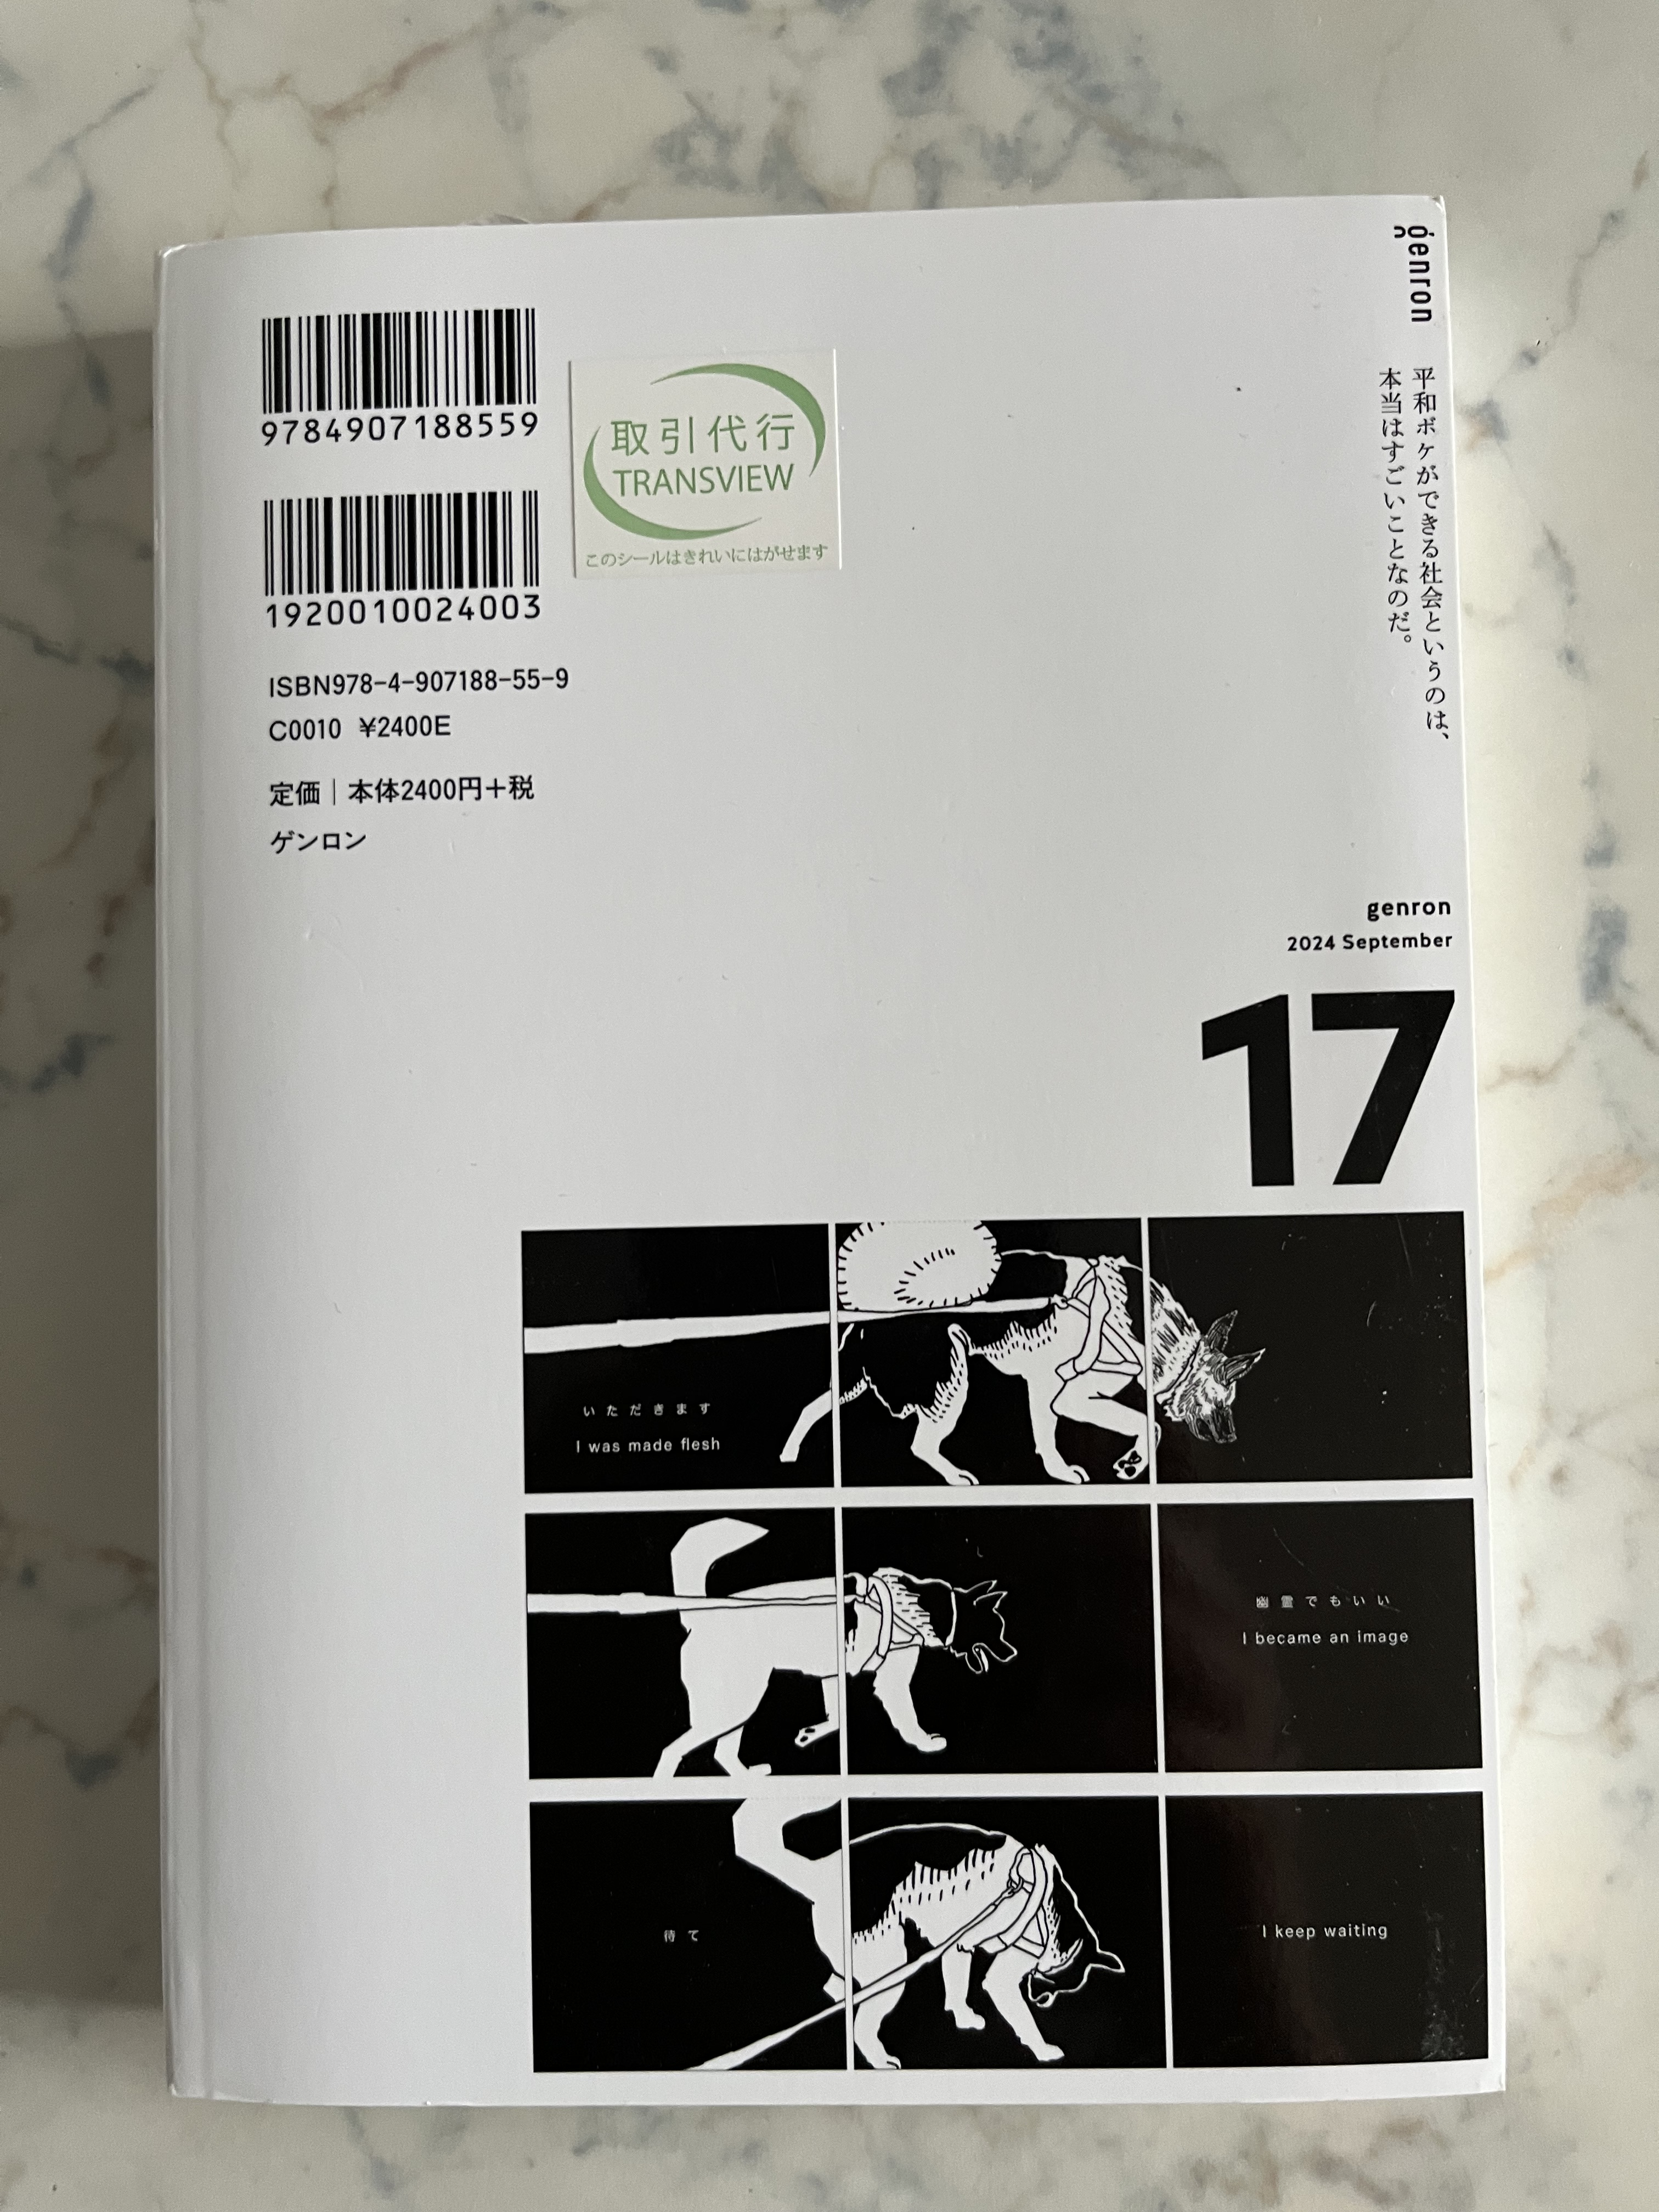 genron
平和ボケができる社会というのは、
本当はすごいことなのだ。
9784907188559
取引代行
TRANSVIEW
このシールはきれいにはがせます
1920010024003
ISBN978-4-907188-55-9
C0010 ¥2400E
定価｜本体2400円＋税
ゲンロン
genron
2024 September
17
いただきます
I was made flesh
幽霊でもいい
I became an image
待て
I keep waiting